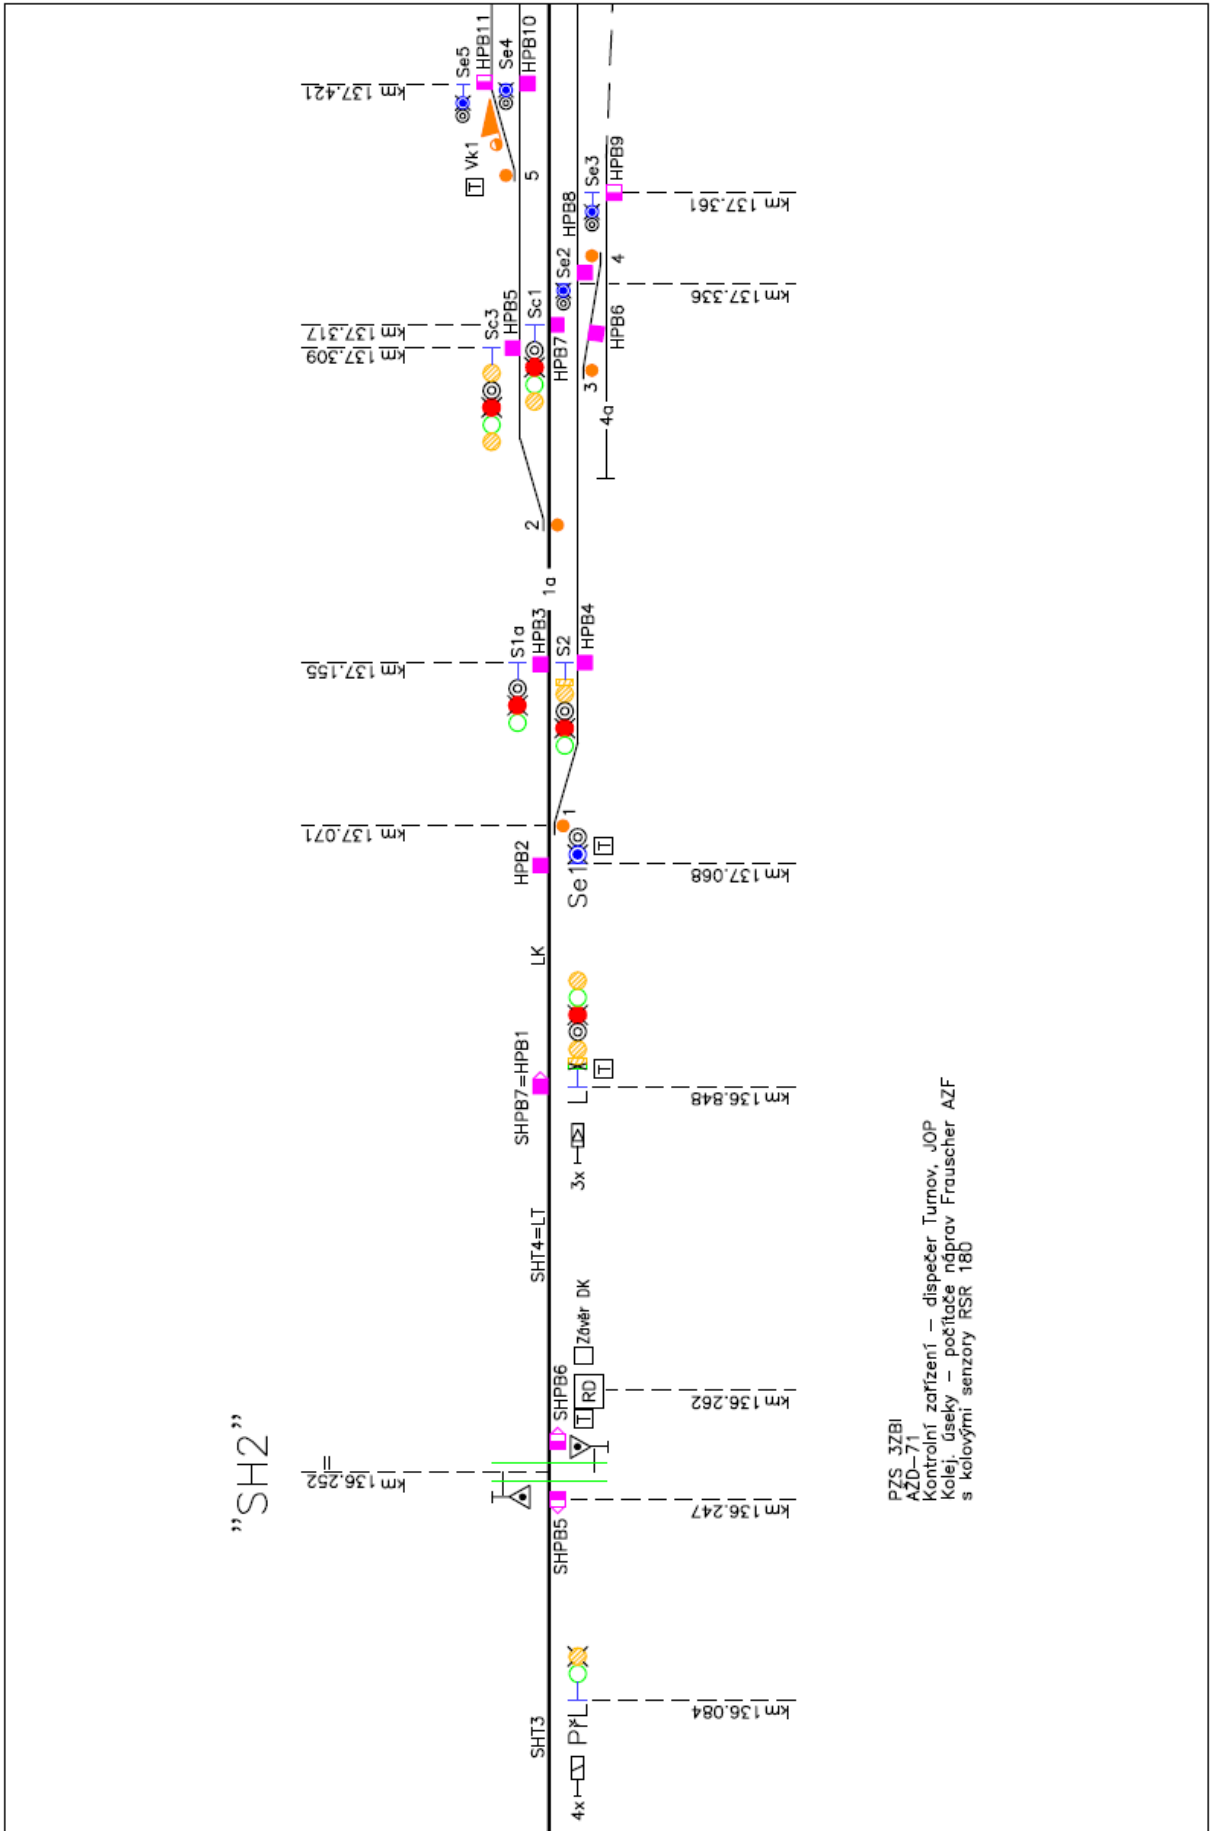 "SH2"
km 137.421
km 137.317
km 137.309
km 137.155
km 137.071
km 136.252
=
Se5
HPB11
Se4
HPB10
T
Vk1
5
HPB9
Se3
HPB8
km 137.361
4
Se2
km 137.336
Sc1
HPB5
Sc3
HPB7
HPB6
3
4a
2
1a
S1a
HPB3
S2
HPB4
1
HPB2
Se1
T
km 137.068
LK
SHPB7=HPB1
L
T
km 136.848
3x
SHT4=LT
Závěr DK
SHPB6
T
RD
km 136.262
SHPB5
km 136.247
SHT3
PřL
km 136.084
4x
PZS 3ZBI
AŽD-71
Kontrolní zařízení – dispečer Turnov, JOP
Kolej. úseky – počítače náprav Frauscher AZF
s kolovými senzory RSR 180